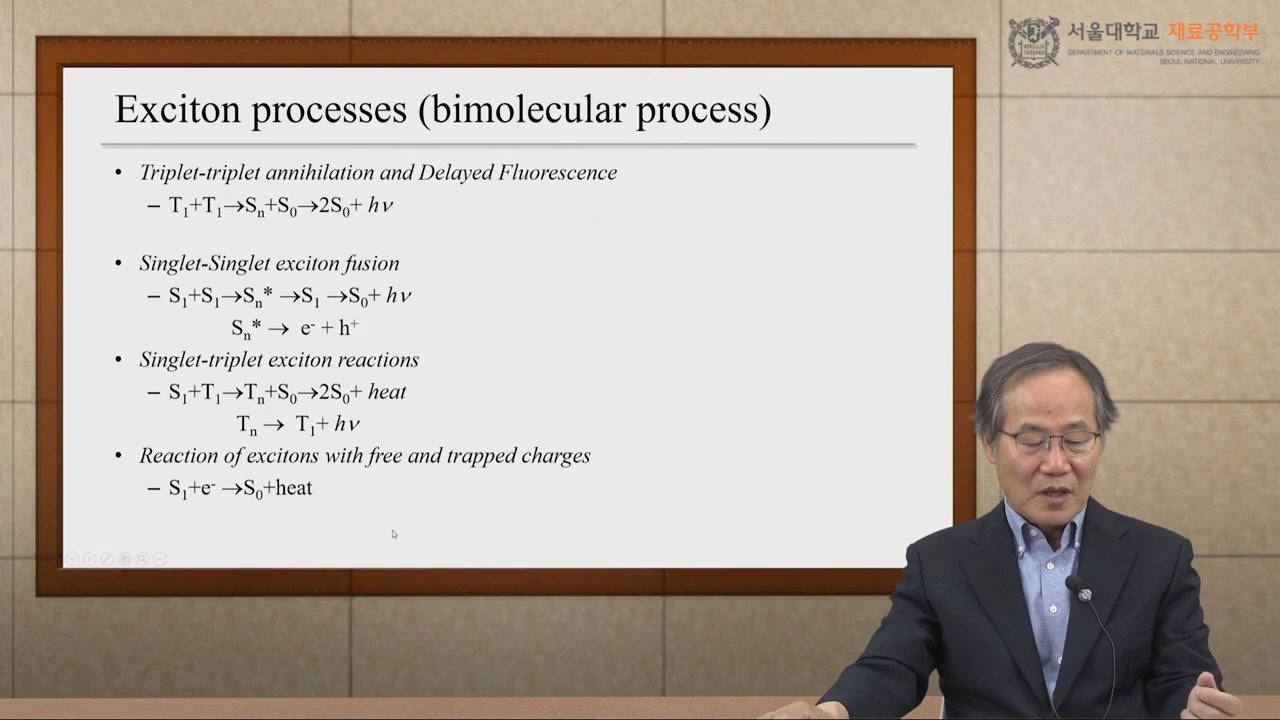 서울대학교 재료공학부
DEPARTMENT OF MATERIALS SCIENCE AND ENGINEERING
SEOUL NATIONAL UNIVERSITY
Exciton processes (bimolecular process)
• Triplet-triplet annihilation and Delayed Fluorescence
– T₁+T₁→Sₙ+S₀→2S₀+ hν
• Singlet-Singlet exciton fusion
– S₁+S₁→Sₙ* →S₁ →S₀+ hν
Sₙ* → e⁻ + h⁺
• Singlet-triplet exciton reactions
– S₁+T₁→Tₙ+S₀→2S₀+ heat
Tₙ → T₁+ hν
• Reaction of excitons with free and trapped charges
– S₁+e⁻ →S₀+heat